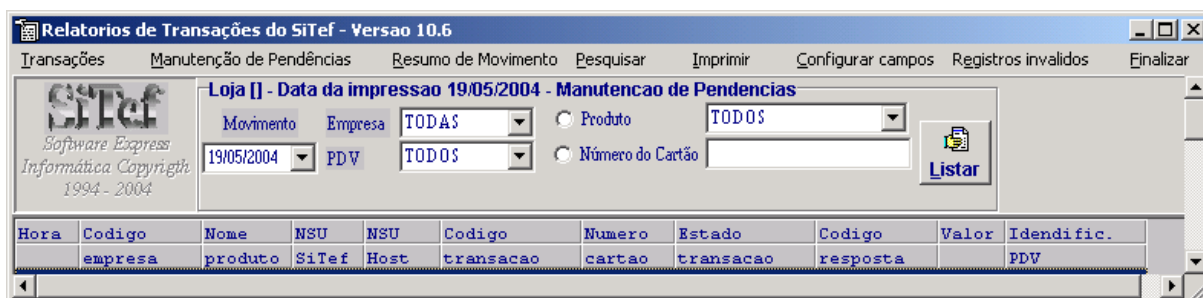 Relatorios de Transações do SiTef - Versao 10.6
Transações Manutenção de Pendências Resumo de Movimento Pesquisar Imprimir Configurar campos Registros invalidos Finalizar
SiTef
Software Express
Informática Copyrigth
1994 - 2004
Loja [] - Data da impressao 19/05/2004 - Manutencao de Pendencias
Movimento Empresa TODAS Produto TODOS
19/05/2004 PDV TODOS Número do Cartão
Listar
Hora Codigo Nome NSU NSU Codigo Numero Estado Codigo Valor Idendific.
empresa produto SiTef Host transacao cartao transacao resposta PDV